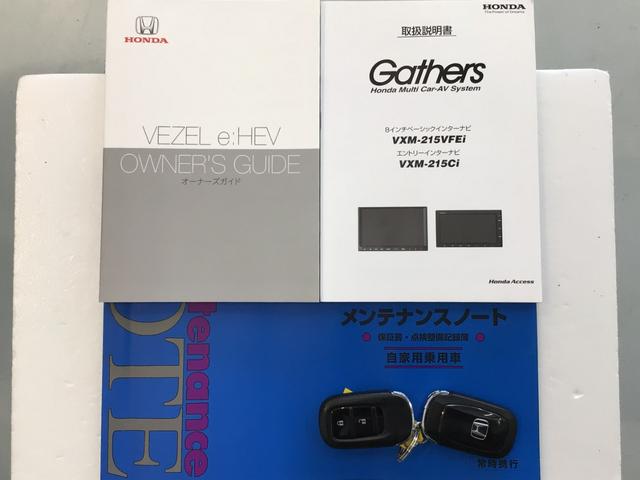 HONDA
VEZEL e:HEV
OWNER'S GUIDE
オーナーズガイド
HONDA
The Power of Dreams
取扱説明書
Gathers
Honda Multi Car-AV System
8インチベーシックインターナビ
VXM-215VFEi
エントリーインターナビ
VXM-215Ci
Honda Access
tenance
OTE
メンテナンスノート
保証書・点検整備記録簿
自家用乗用車
常時携行